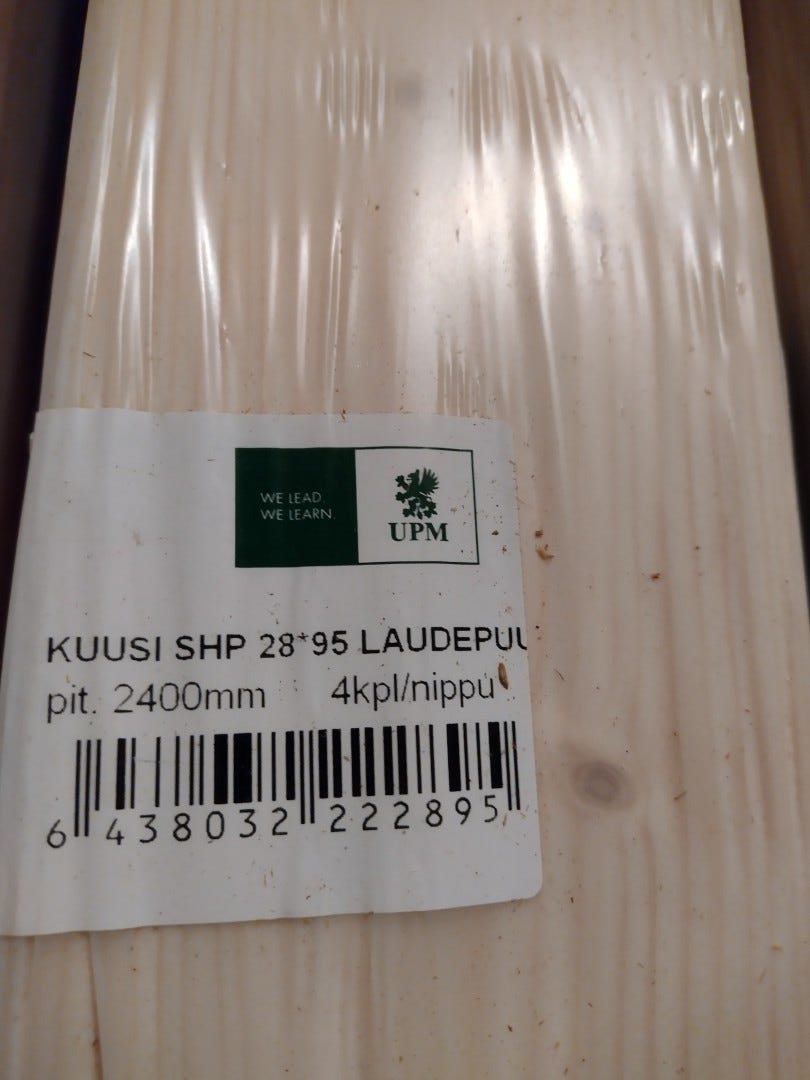 WE LEAD.
WE LEARN.
UPM
KUUSI SHP 28*95 LAUDEPUU
pit. 2400mm 4kpl/nippu
6 438032 222895